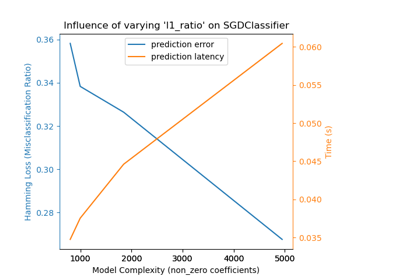 Influence of varying 'l1_ratio' on SGDClassifier
prediction error
prediction latency
Hamming Loss (Misclassification Ratio)
0.36
0.34
0.32
0.30
0.28
0.060
0.055
0.050
0.045
0.040
0.035
Time (s)
1000 2000 3000 4000 5000
Model Complexity (non_zero coefficients)